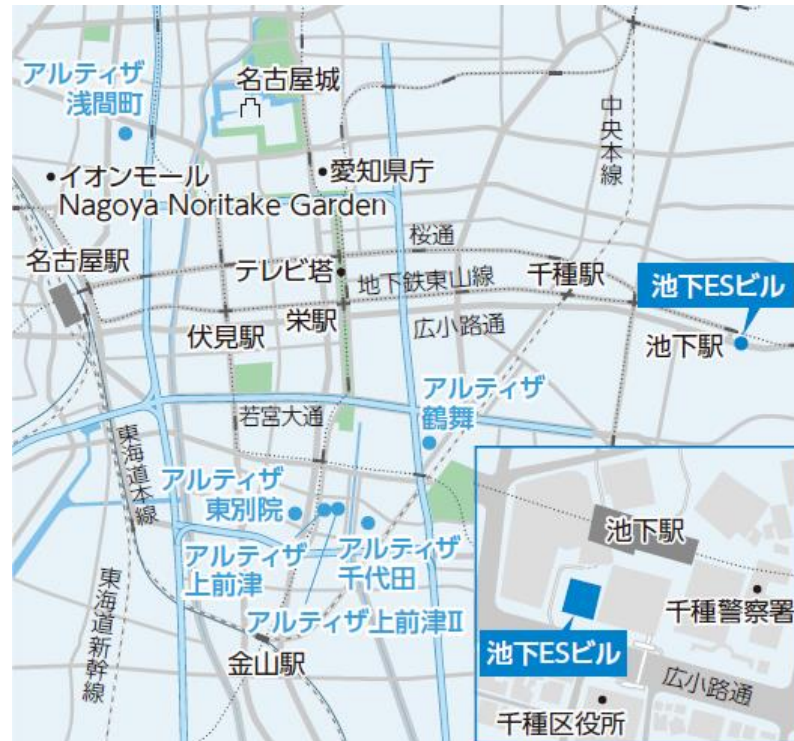 アルティザ
浅間町
名古屋城
中央本線
・イオンモール
Nagoya Noritake Garden
・愛知県庁
桜通
名古屋駅
テレビ塔
地下鉄東山線
千種駅
池下ESビル
伏見駅
栄駅
広小路通
池下駅
アルティザ
鶴舞
若宮大通
東海道本線
アルティザ
東別院
アルティザ
上前津
アルティザ
千代田
アルティザ上前津Ⅱ
東海道新幹線
金山駅
池下駅
千種警察署
池下ESビル
広小路通
千種区役所